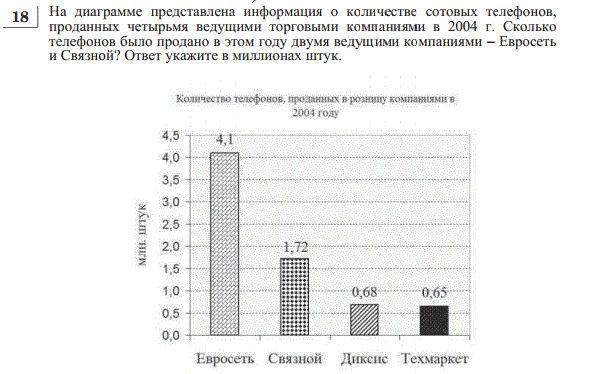 18
На диаграмме представлена информация о количестве сотовых телефонов,
проданных четырьмя ведущими торговыми компаниями в 2004 г. Сколько
телефонов было продано в этом году двумя ведущими компаниями – Евросеть
и Связной? Ответ укажите в миллионах штук.
Количество телефонов, проданных в розницу компаниями в
2004 году
млн. штук
4,5
4,0
3,5
3,0
2,5
2,0
1,5
1,0
0,5
0,0
4,1
1,72
0,68
0,65
Евросеть Связной Диксис Техмаркет